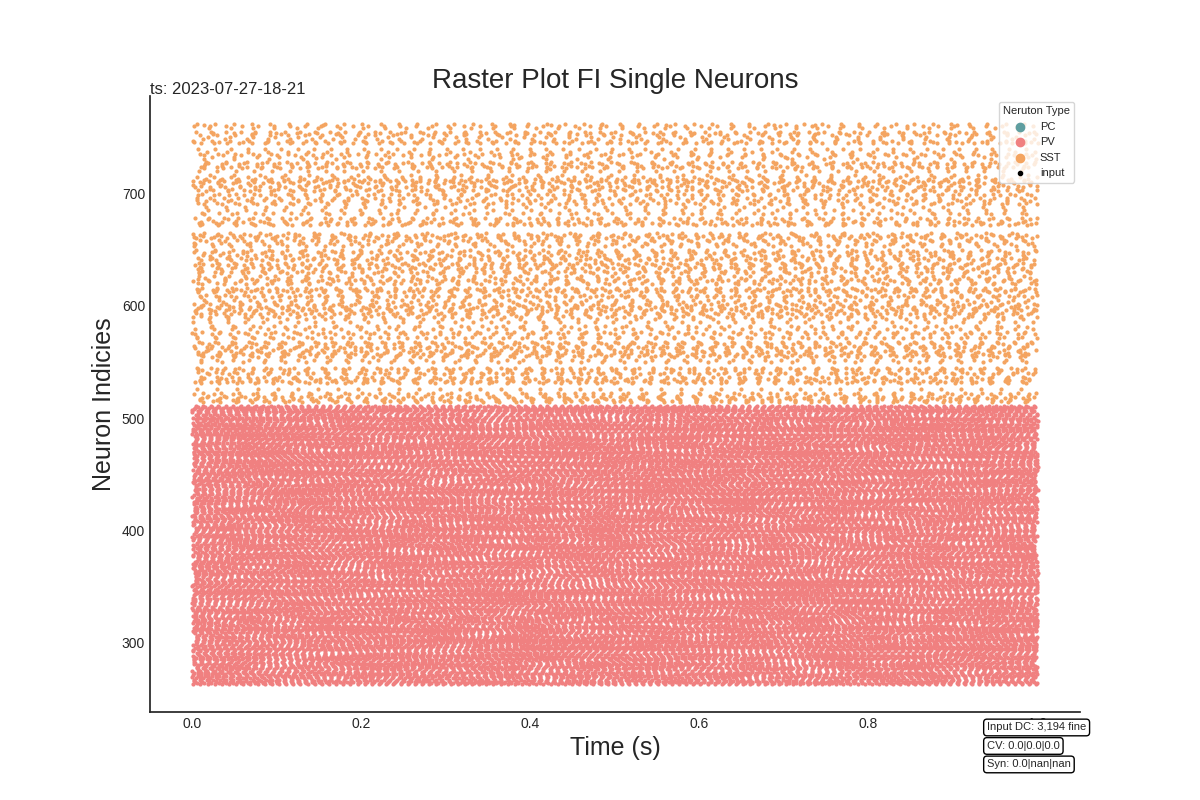 Raster Plot FI Single Neurons
ts: 2023-07-27-18-21
Neruton Type
PC
PV
SST
input
700
600
500
400
300
Neuron Indicies
0.0 0.2 0.4 0.6 0.8
Time (s)
Input DC: 3,194 fine
CV: 0.0|0.0|0.0
Syn: 0.0|nan|nan